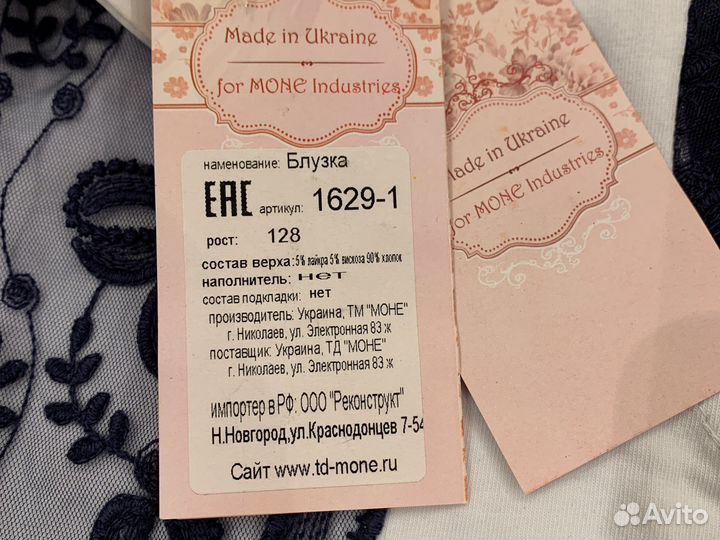 Made in Ukraine
for MONE Industries
наменование: Блузка
EAC артикул: 1629-1
рост: 128
состав верха: 5% лайкра 5% вискоза 90% хлопок
наполнитель: нет
состав подкладки: нет
производитель: Украина, ТМ "МОНЕ"
г. Николаев, ул. Электронная 83 ж
поставщик: Украина, ТД "МОНЕ"
г. Николаев, ул. Электронная 83 ж
импортер в РФ: ООО "Реконструкт"
Н.Новгород,ул.Краснодонцев 7-54
Сайт www.td-mone.ru
Made in Ukraine
for MONE Industries
Avito